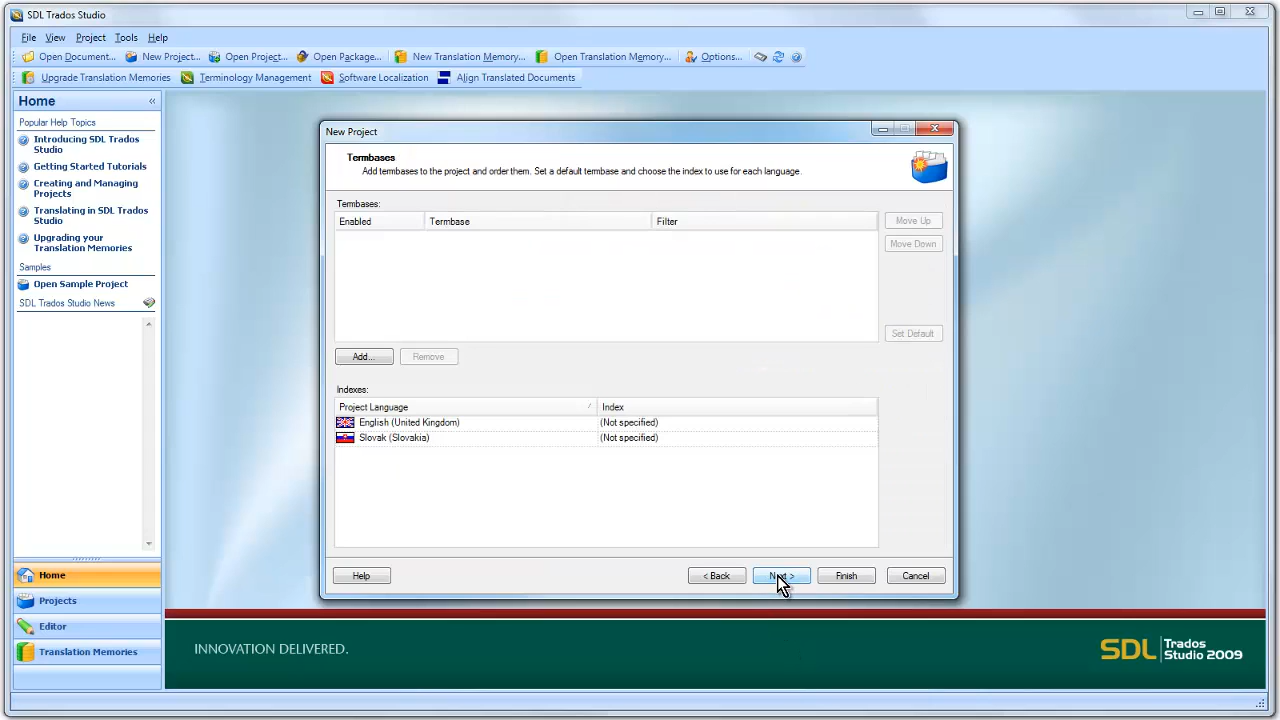 SDL Trados Studio
File View Project Tools Help
Open Document... New Project... Open Project... Open Package... New Translation Memory... Open Translation Memory... Options...
Upgrade Translation Memories Terminology Management Software Localization Align Translated Documents
Home «
Popular Help Topics
Introducing SDL Trados
Studio
Getting Started Tutorials
Creating and Managing
Projects
Translating in SDL Trados
Studio
Upgrading your
Translation Memories
Samples
Open Sample Project
SDL Trados Studio News
Home
Projects
Editor
Translation Memories
New Project
Termbases
Add termbases to the project and order them. Set a default termbase and choose the index to use for each language.
Termbases:
Enabled Termbase Filter
Move Up
Move Down
Set Default
Add... Remove
Indexes:
Project Language Index
English (United Kingdom) (Not specified)
Slovak (Slovakia) (Not specified)
Help < Back Next > Finish Cancel
INNOVATION DELIVERED.
SDL Trados
Studio 2009